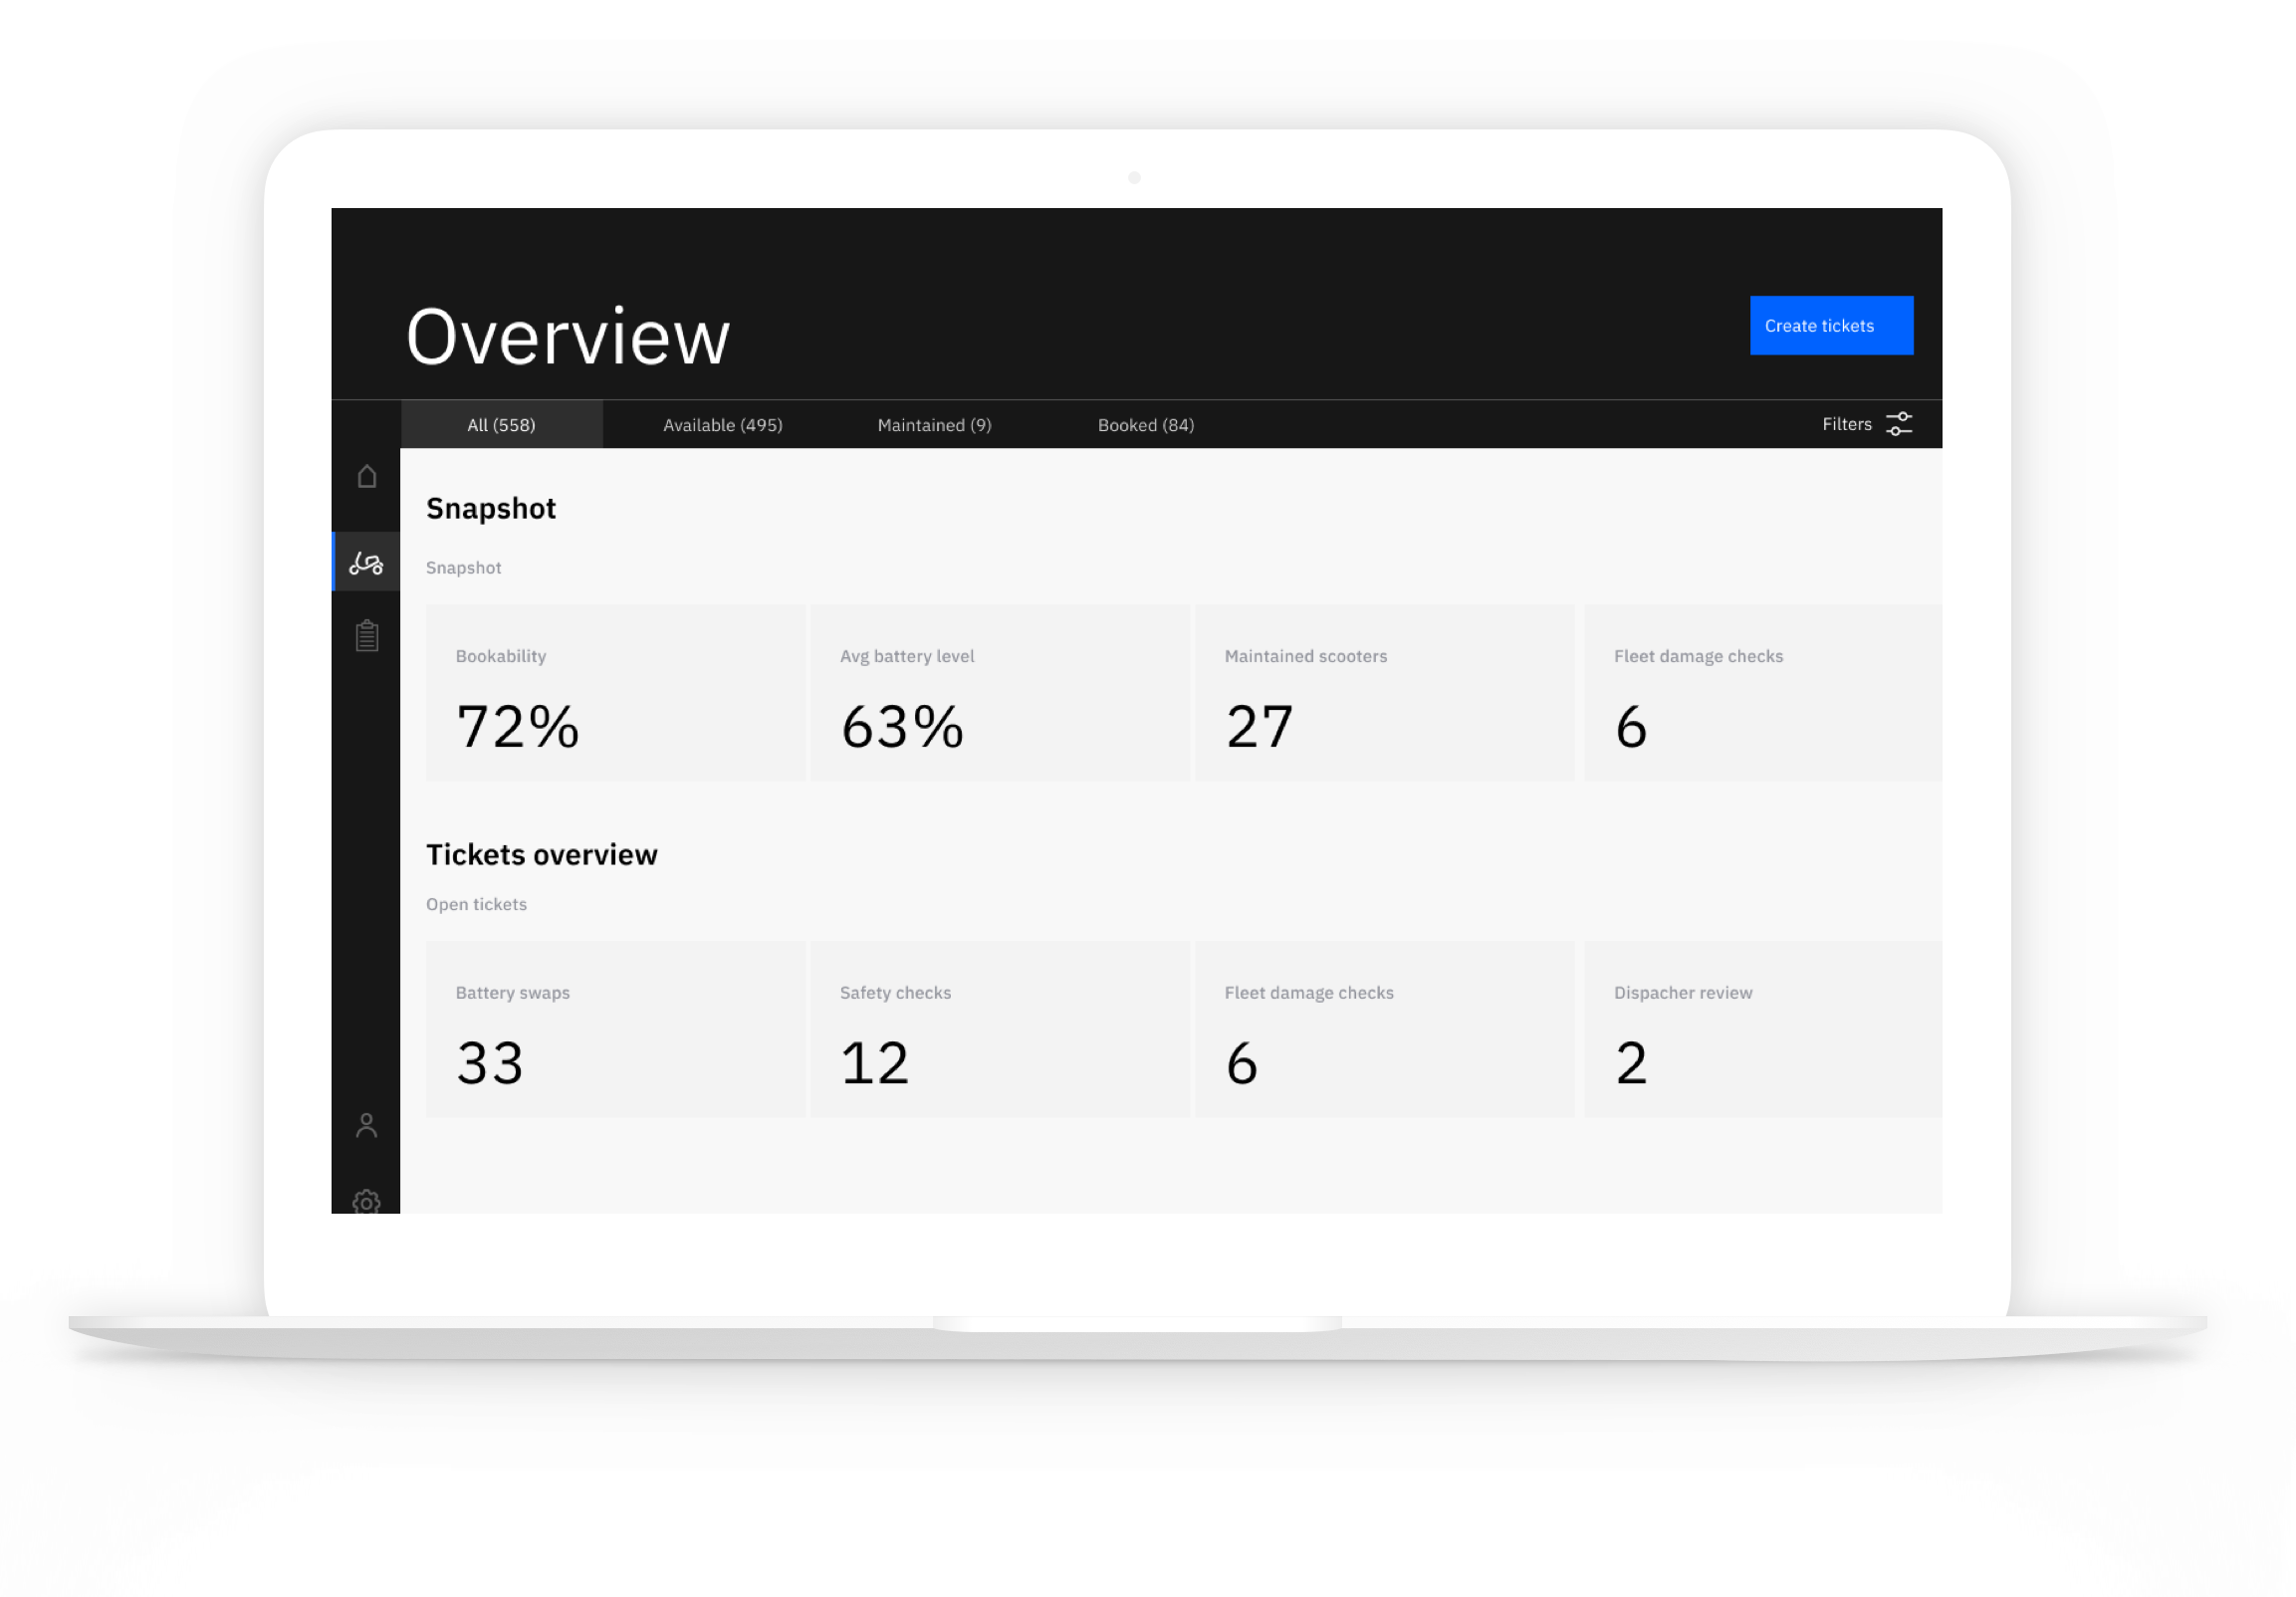 Overview
Create tickets
All (558) Available (495) Maintained (9) Booked (84) Filters
Snapshot
Snapshot
Bookability Avg battery level Maintained scooters Fleet damage checks
72% 63% 27 6
Tickets overview
Open tickets
Battery swaps Safety checks Fleet damage checks Dispacher review
33 12 6 2